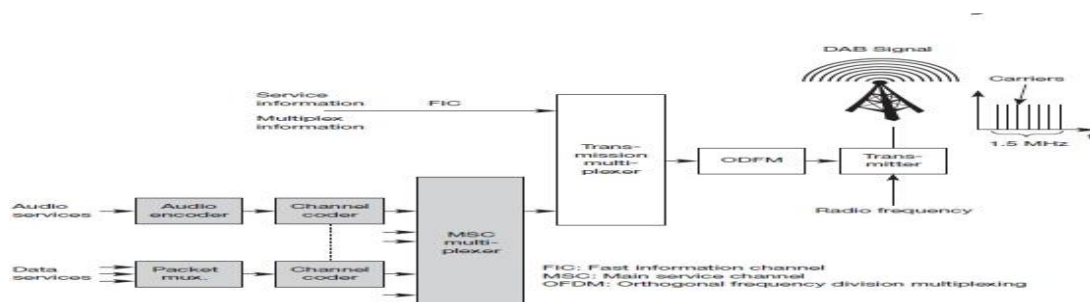 DAB Signal
Carriers
1.5 MHz
Service
information
FIC
Multiplex
information
Trans-
mission
multi-
plexer
ODFM
Trans-
mitter
Radio frequency
Audio
services
Audio
encoder
Channel
coder
MSC
multi-
plexer
Data
services
Packet
mux.
Channel
coder
FIC: Fast information channel
MSC: Main service channel
OFDM: Orthogonal frequency division multiplexing